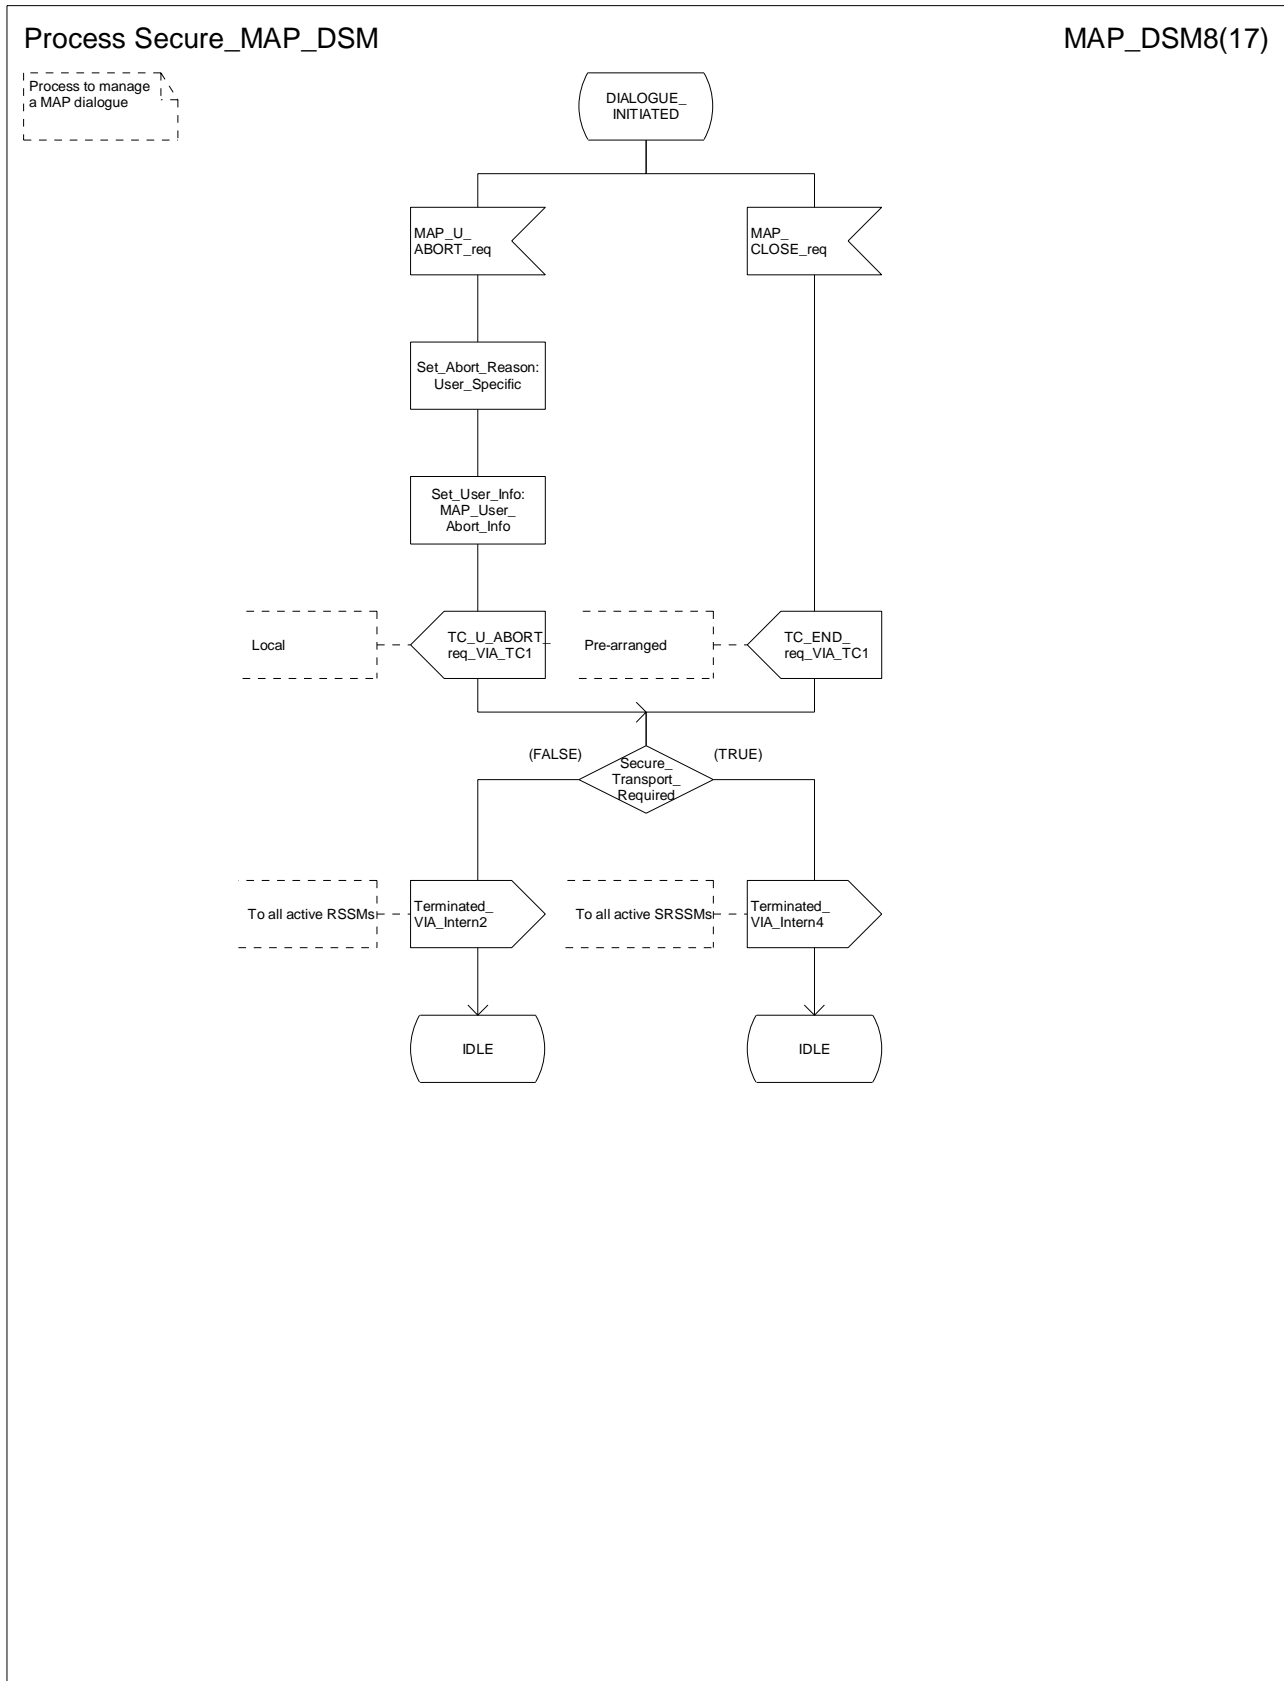 Process Secure_MAP_DSM
MAP_DSM8(17)
Process to manage
a MAP dialogue
DIALOGUE_
INITIATED
MAP_U_
ABORT_req
MAP_
CLOSE_req
Set_Abort_Reason:
User_Specific
Set_User_Info:
MAP_User_
Abort_Info
Local
TC_U_ABORT_
req_VIA_TC1
Pre-arranged
TC_END_
req_VIA_TC1
(FALSE)
(TRUE)
Secure_
Transport_
Required
To all active RSSMs
Terminated_
VIA_Intern2
To all active SRSSMs
Terminated_
VIA_Intern4
IDLE
IDLE